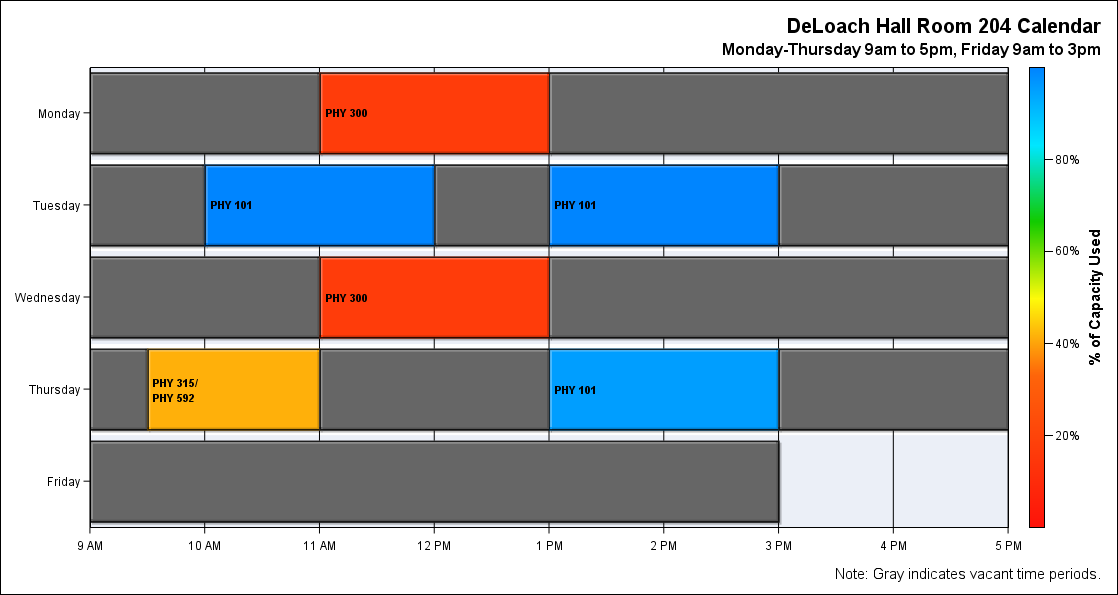 DeLoach Hall Room 204 Calendar
Monday-Thursday 9am to 5pm, Friday 9am to 3pm
Monday
PHY 300
Tuesday
PHY 101
PHY 101
Wednesday
PHY 300
Thursday
PHY 315/
PHY 592
PHY 101
Friday
9 AM
10 AM
11 AM
12 PM
1 PM
2 PM
3 PM
4 PM
5 PM
80%
60%
40%
20%
% of Capacity Used
Note: Gray indicates vacant time periods.